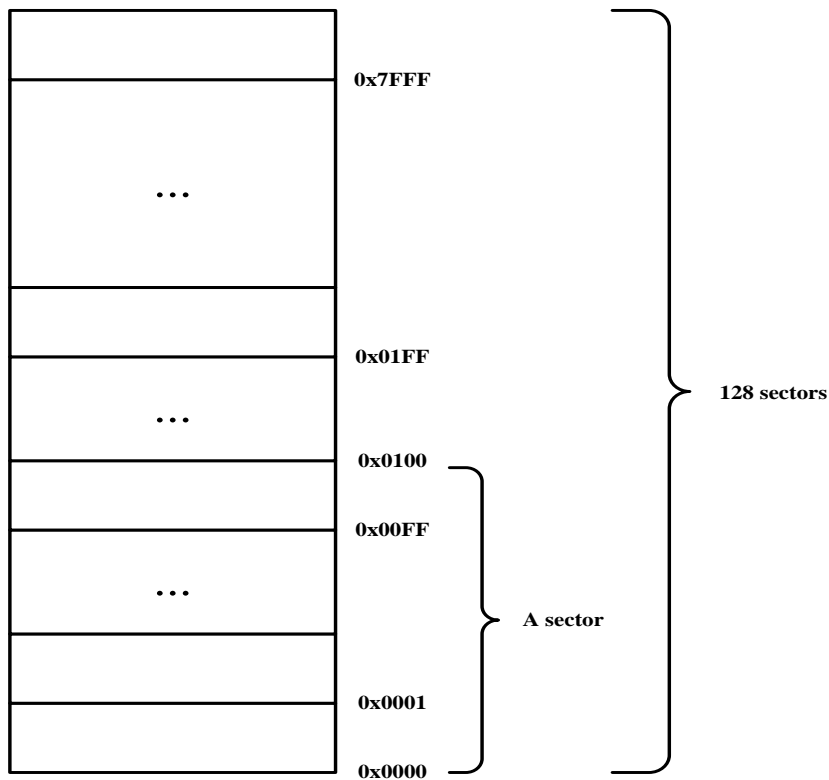 0x7FFF
...
0x01FF
128 sectors
...
0x0100
0x00FF
...
A sector
0x0001
0x0000